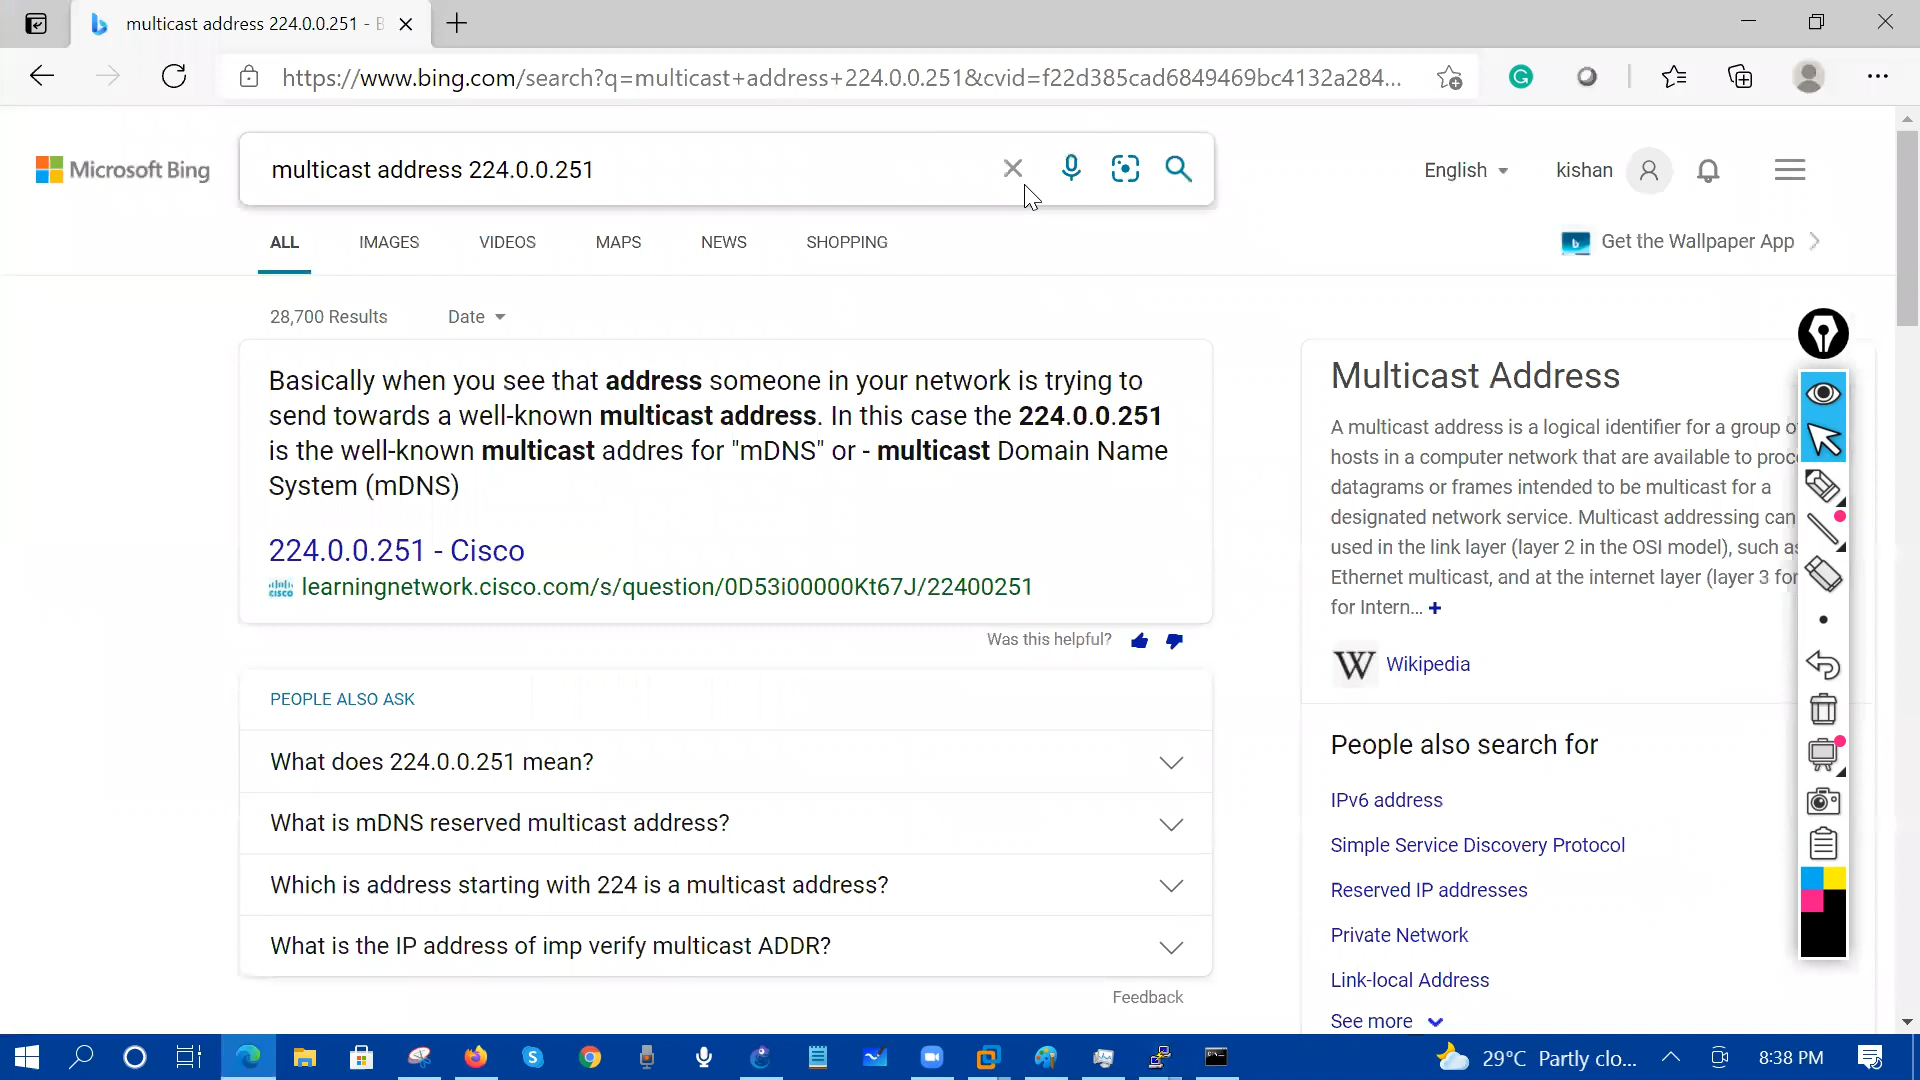 multicast address 224.0.0.251 - B
https://www.bing.com/search?q=multicast+address+224.0.0.251&cvid=f22d385cad6849469bc4132a284...
Microsoft Bing
multicast address 224.0.0.251
English
kishan
ALL
IMAGES
VIDEOS
MAPS
NEWS
SHOPPING
Get the Wallpaper App
28,700 Results
Date
Basically when you see that address someone in your network is trying to
send towards a well-known multicast address. In this case the 224.0.0.251
is the well-known multicast addres for "mDNS" or - multicast Domain Name
System (mDNS)
224.0.0.251 - Cisco
learningnetwork.cisco.com/s/question/0D53i00000Kt67J/22400251
Was this helpful?
PEOPLE ALSO ASK
What does 224.0.0.251 mean?
What is mDNS reserved multicast address?
Which is address starting with 224 is a multicast address?
What is the IP address of imp verify multicast ADDR?
Feedback
Multicast Address
A multicast address is a logical identifier for a group o
hosts in a computer network that are available to proc
datagrams or frames intended to be multicast for a
designated network service. Multicast addressing can
used in the link layer (layer 2 in the OSI model), such as
Ethernet multicast, and at the internet layer (layer 3 for
for Intern... +
W Wikipedia
People also search for
IPv6 address
Simple Service Discovery Protocol
Reserved IP addresses
Private Network
Link-local Address
See more
29°C Partly clo...
8:38 PM